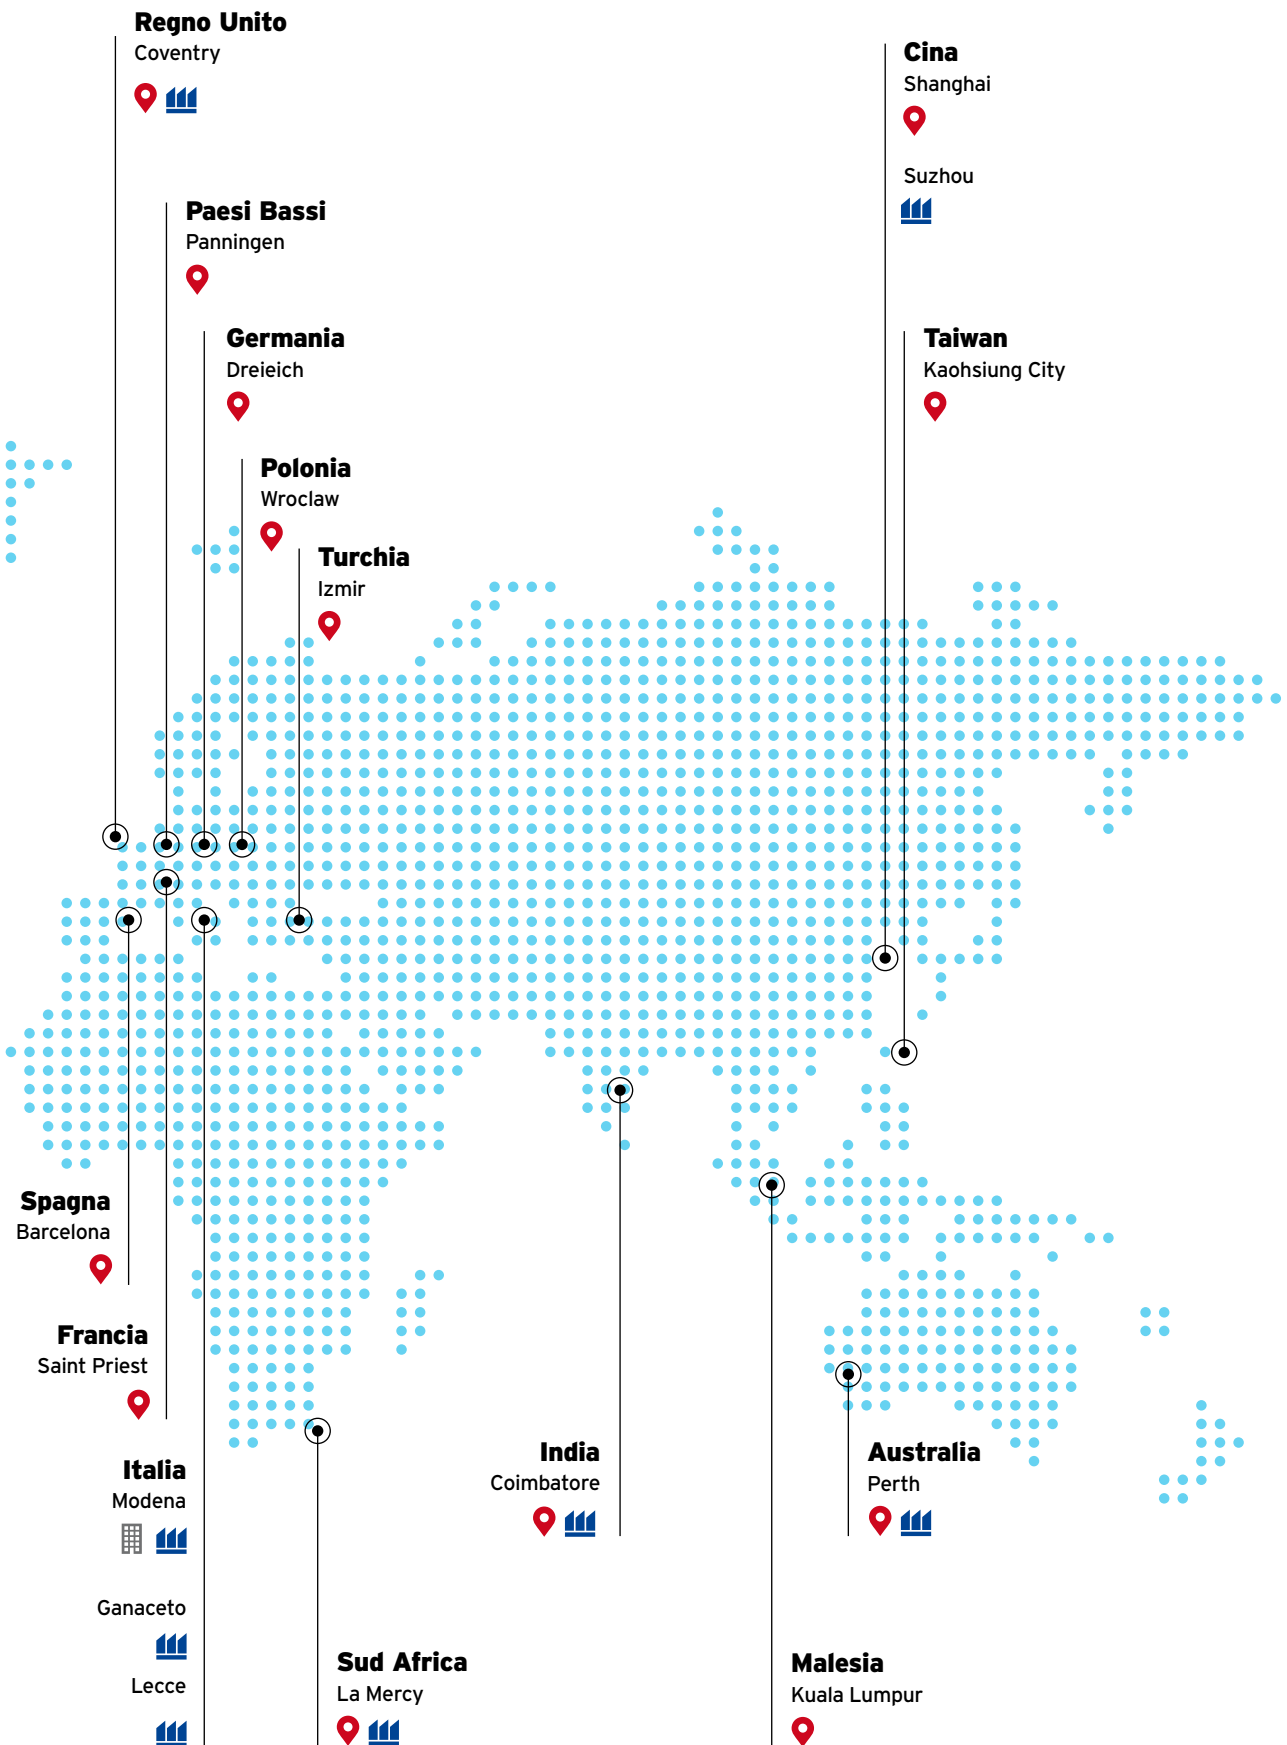 Regno Unito
Coventry
Cina
Shanghai
Suzhou
Paesi Bassi
Panningen
Germania
Dreieich
Taiwan
Kaohsiung City
Polonia
Wroclaw
Turchia
Izmir
Spagna
Barcelona
Francia
Saint Priest
Italia
Modena
Ganaceto
Lecce
India
Coimbatore
Australia
Perth
Sud Africa
La Mercy
Malesia
Kuala Lumpur